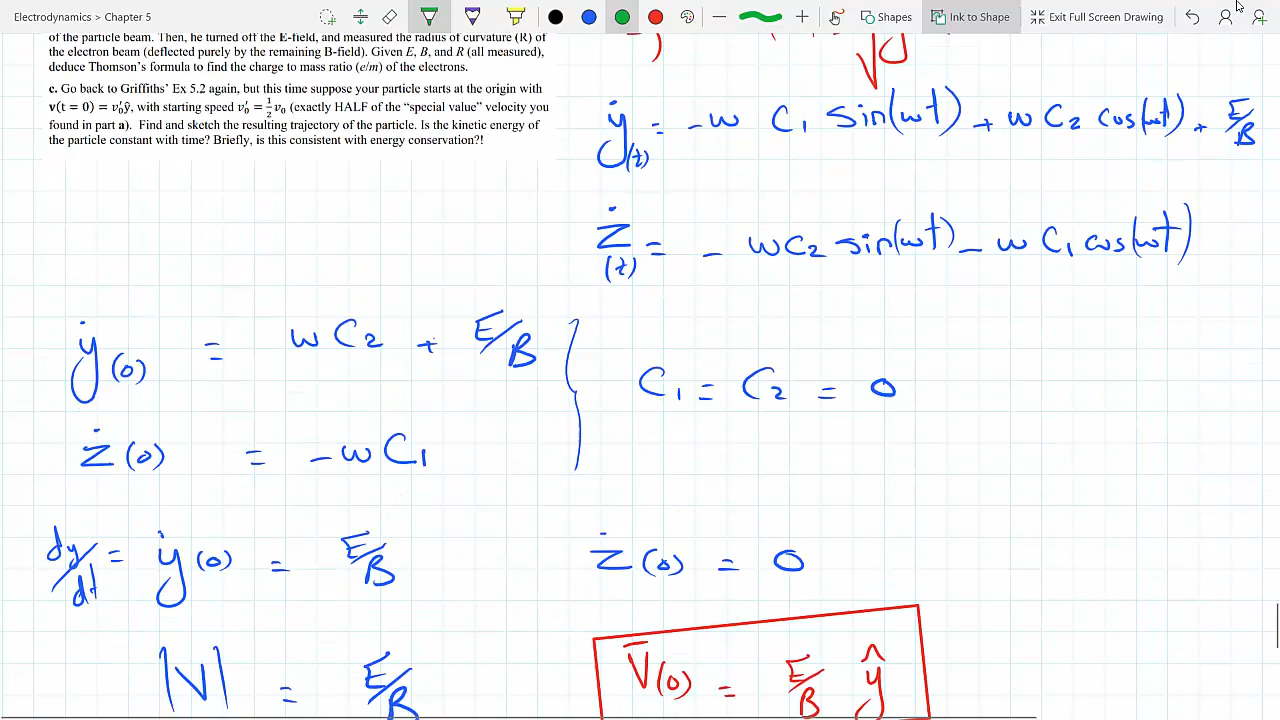 Electrodynamics > Chapter 5
Shapes
Ink to Shape
Exit Full Screen Drawing
of the particle beam. Then, he turned off the E-field, and measured the radius of curvature (R) of
the electron beam (deflected purely by the remaining B-field). Given E, B, and R (all measured),
deduce Thomson's formula to find the charge to mass ratio (e/m) of the electrons.
c. Go back to Griffiths' Ex 5.2 again, but this time suppose your particle starts at the origin with
v(t = 0) = v₀′ŷ, with starting speed v₀′ = ½v₀ (exactly HALF of the "special value" velocity you
found in part a). Find and sketch the resulting trajectory of the particle. Is the kinetic energy of
the particle constant with time? Briefly, is this consistent with energy conservation?!
ẏ(t) = -ω C₁ sin(ωt) + ω C₂ cos(ωt) + E/B
ż(t) = - ωC₂ sin(ωt) - ω C₁ cos(ωt)
ẏ(0) = ω C₂ + E/B
C₁ = C₂ = 0
ż(0) = -ω C₁
dy/dt = ẏ(0) = E/B
ż(0) = 0
|V| = E/B
V̄(0) = E/B ŷ